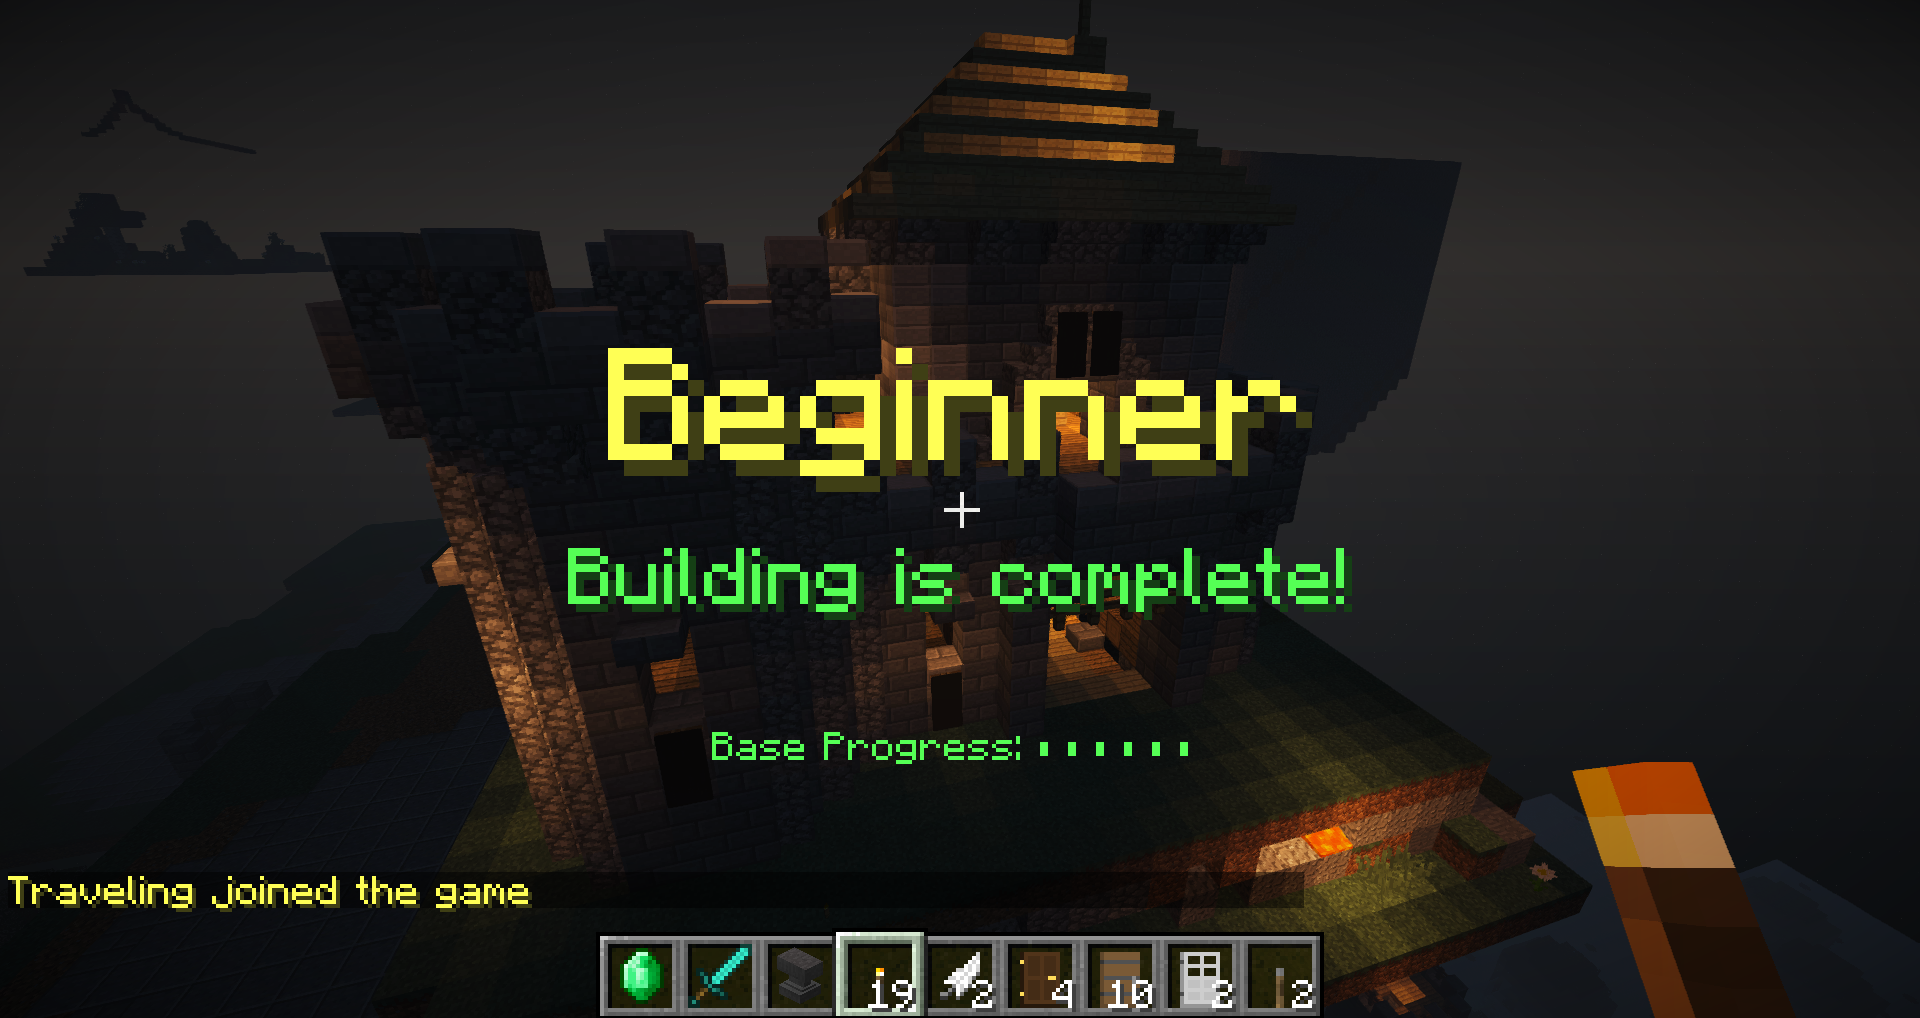 Beginner
Building is complete!
Base Progress:
Traveling joined the game
19 2 4 10 2 2